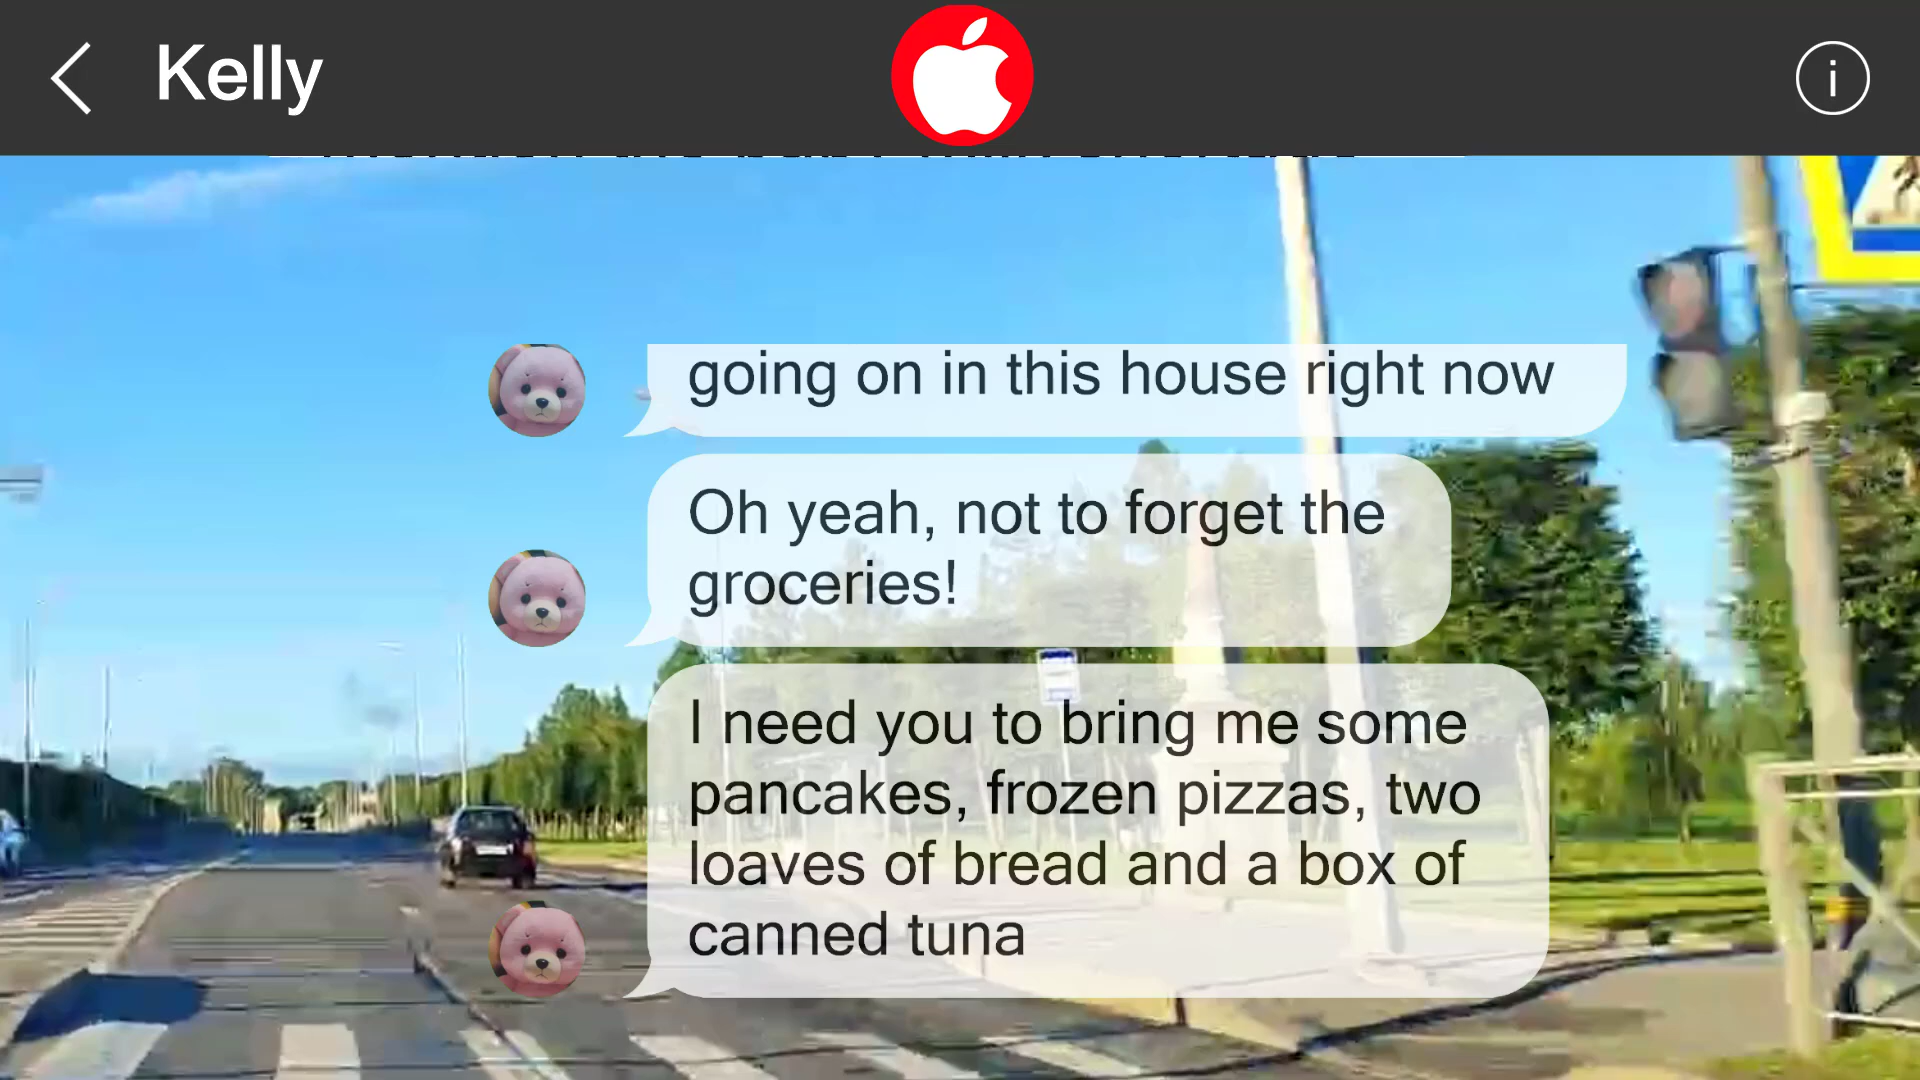 Kelly
going on in this house right now
Oh yeah, not to forget the
groceries!
I need you to bring me some
pancakes, frozen pizzas, two
loaves of bread and a box of
canned tuna